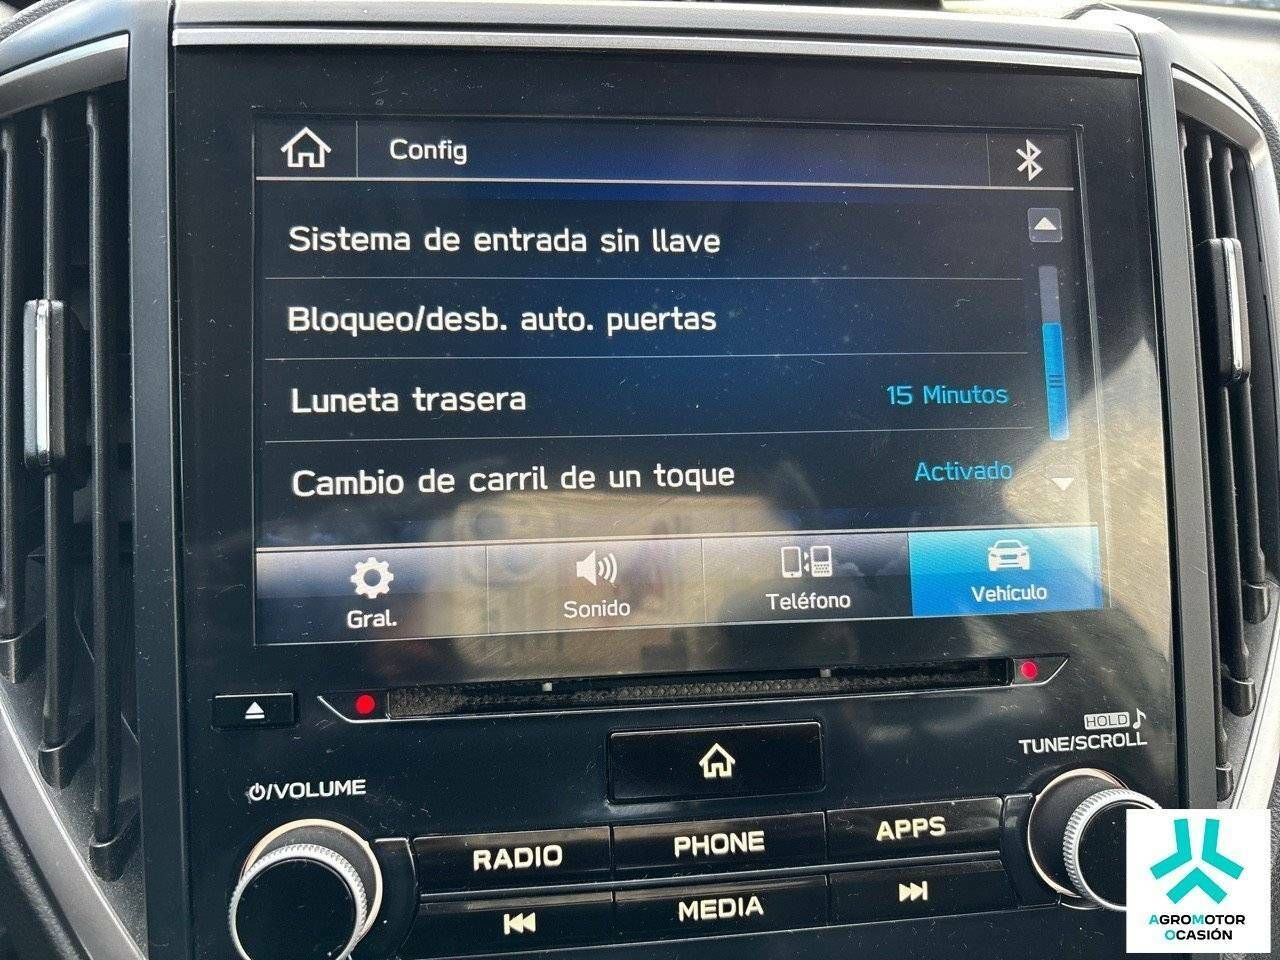 Config
Sistema de entrada sin llave
Bloqueo/desb. auto. puertas
Luneta trasera 15 Minutos
Cambio de carril de un toque Activado
Gral. Sonido Teléfono Vehículo
HOLD
TUNE/SCROLL
/VOLUME
RADIO PHONE APPS
MEDIA
AGROMOTOR
OCASIÓN